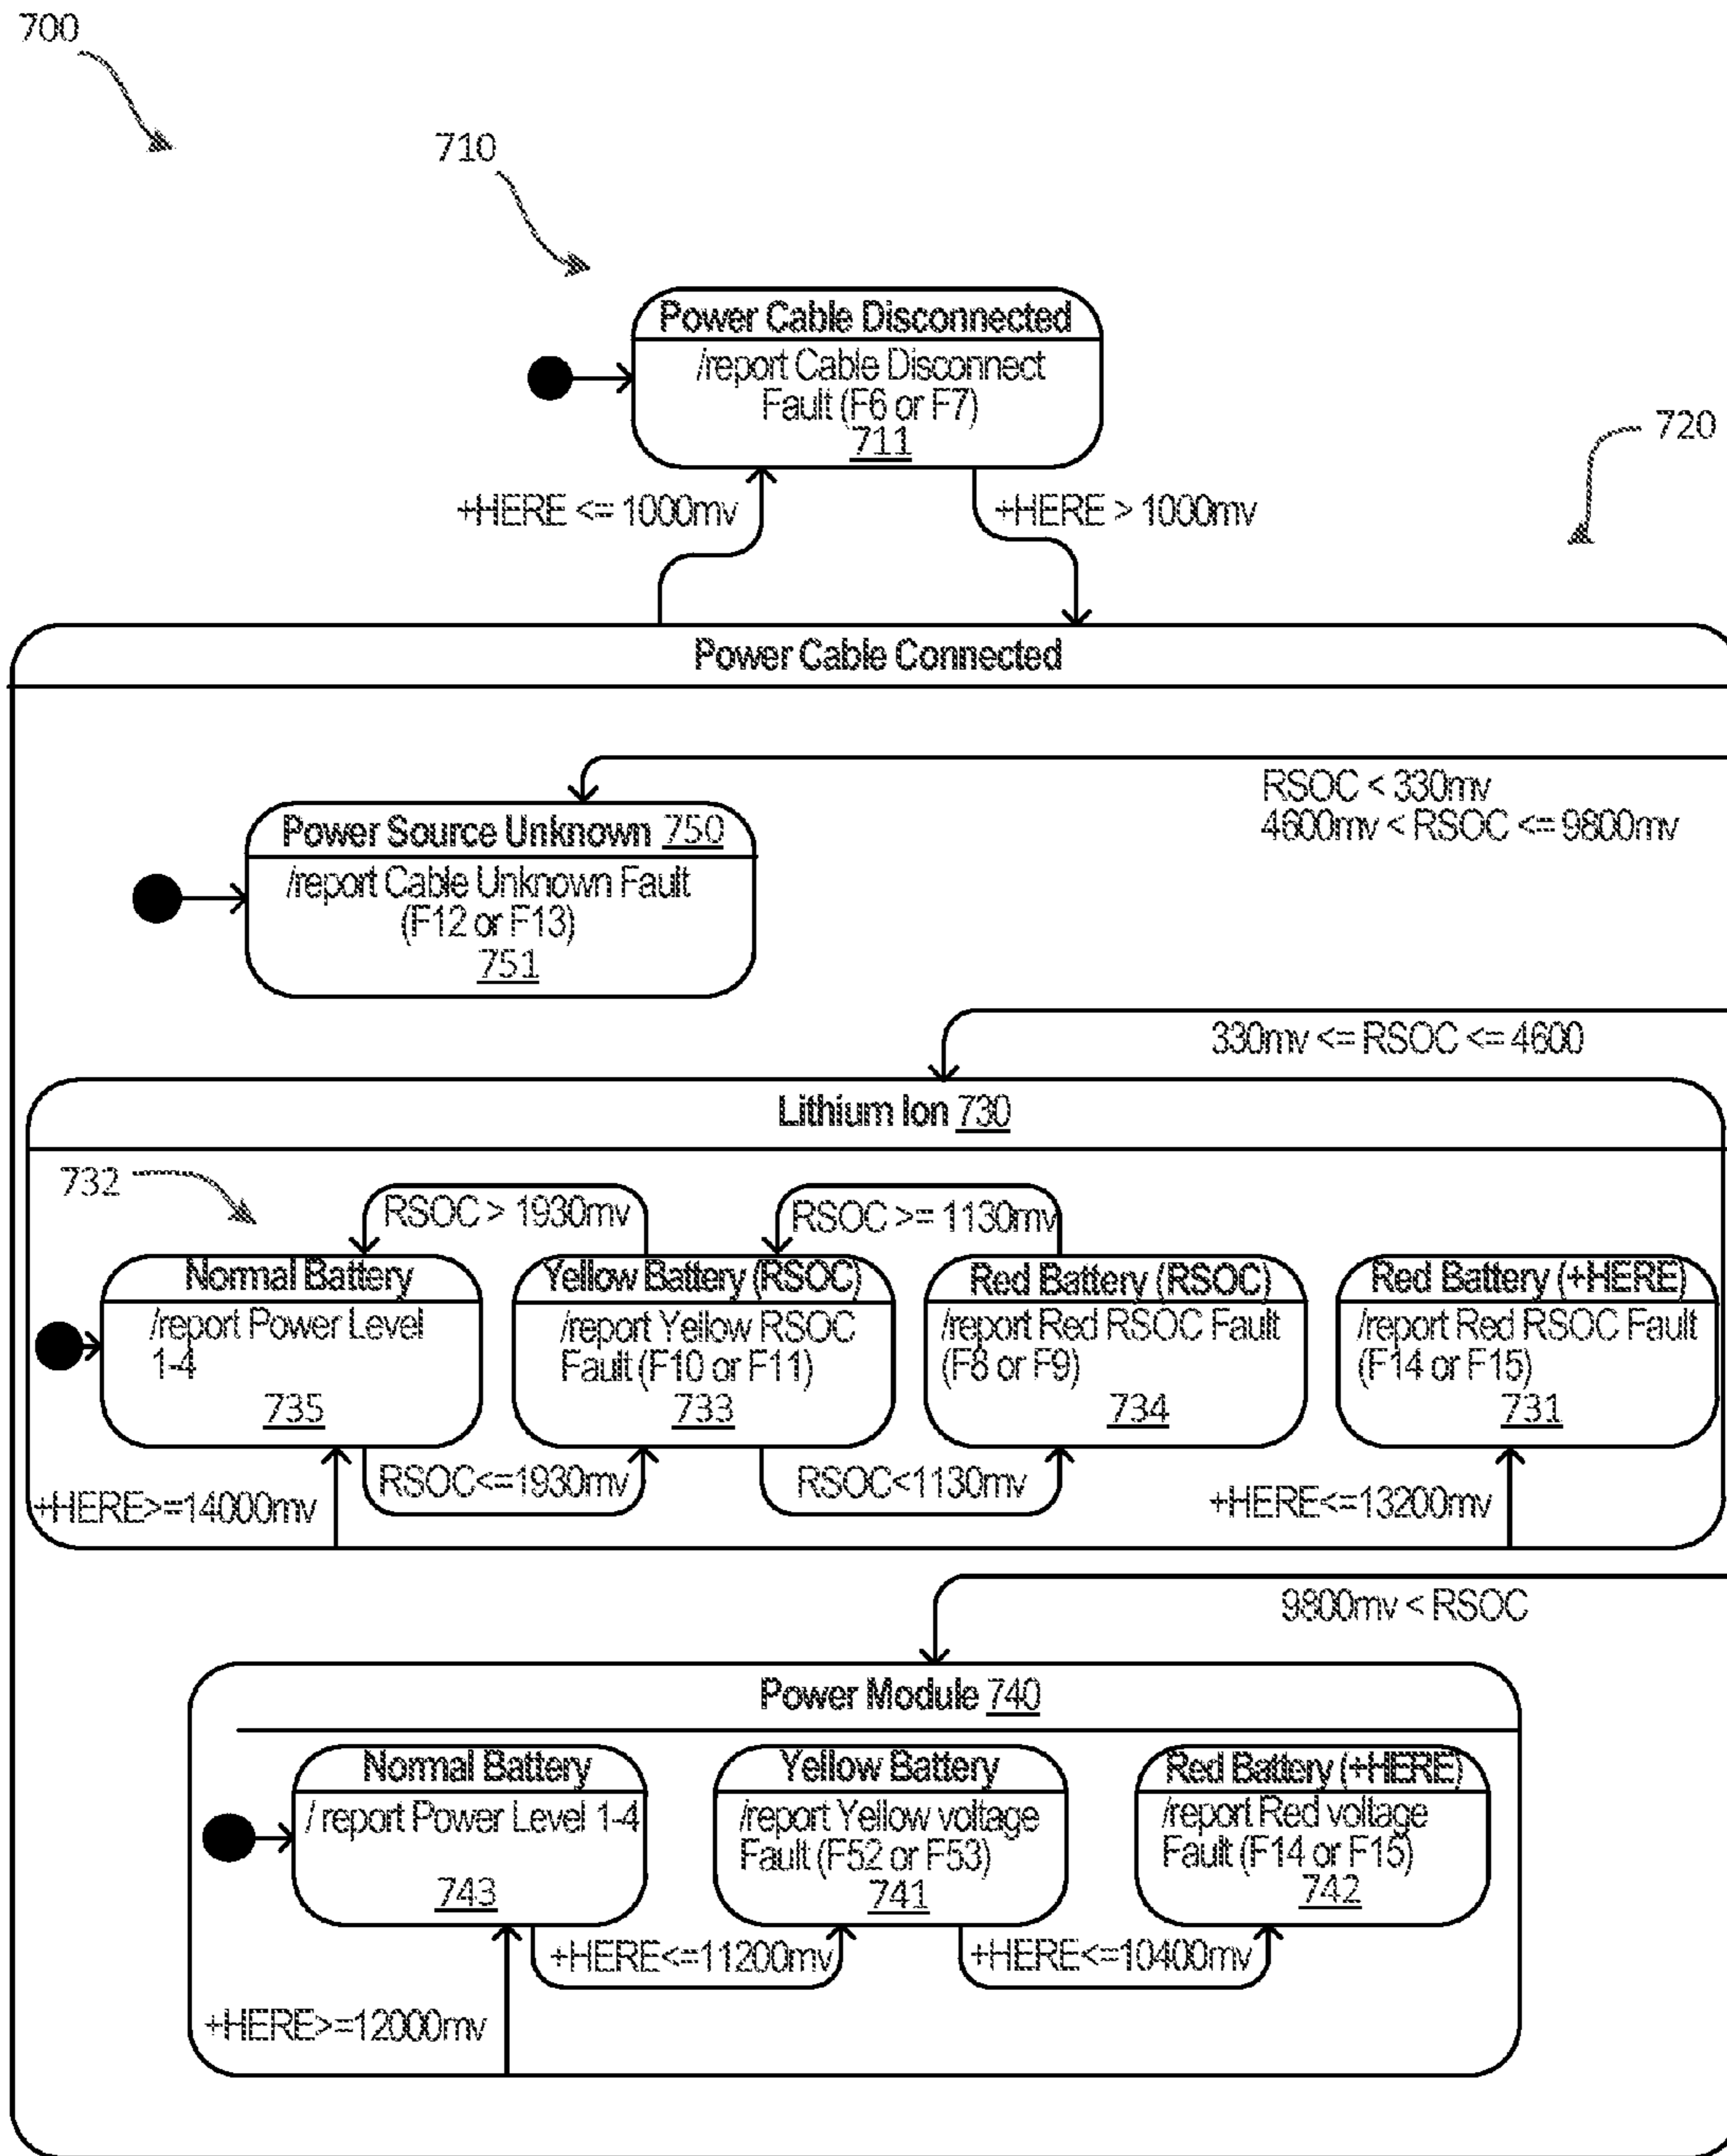 700
710
Power Cable Disconnected
/report Cable Disconnect
Fault (F6 or F7)
711
720
+HERE <= 1000mv
+HERE > 1000mv
Power Cable Connected
RSOC < 330mv
4600mv < RSOC <= 9800mv
Power Source Unknown 750
/report Cable Unknown Fault
(F12 or F13)
751
330mv <= RSOC <= 4600
Lithium Ion 730
732
RSOC > 1930mv
RSOC >= 1130mv
Normal Battery
/report Power Level
1-4
735
Yellow Battery (RSOC)
/report Yellow RSOC
Fault (F10 or F11)
733
Red Battery (RSOC)
/report Red RSOC Fault
(F8 or F9)
734
Red Battery (+HERE)
/report Red RSOC Fault
(F14 or F15)
731
+HERE>=14000mv
RSOC<=1930mv
RSOC<1130mv
+HERE<=13200mv
9800mv < RSOC
Power Module 740
Normal Battery
/ report Power Level 1-4
743
Yellow Battery
/report Yellow voltage
Fault (F52 or F53)
741
Red Battery (+HERE)
/report Red voltage
Fault (F14 or F15)
742
+HERE<=11200mv
+HERE<=10400mv
+HERE>=12000mv